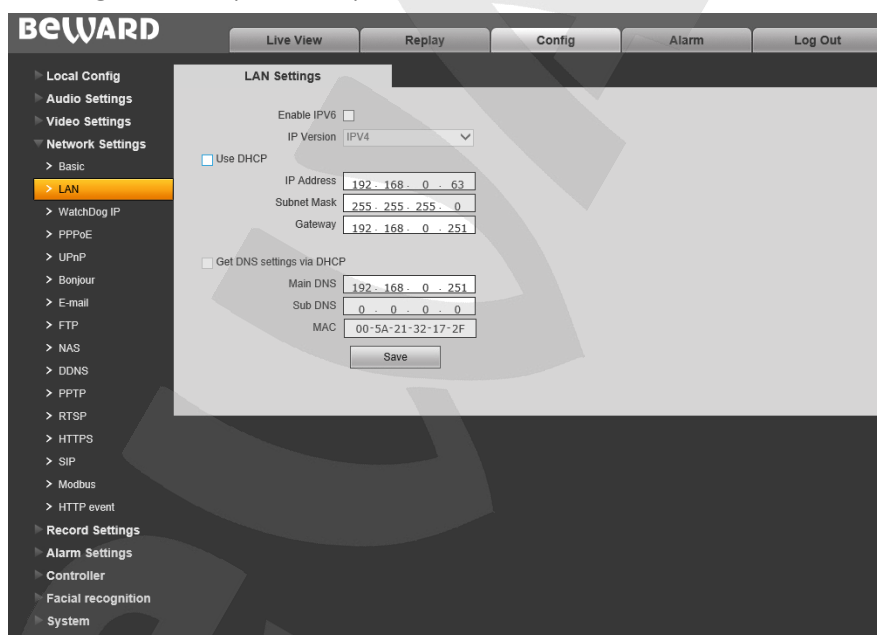 BEWARD
Live View Replay Config Alarm Log Out
Local Config
Audio Settings
Video Settings
Network Settings
> Basic
> LAN
> WatchDog IP
> PPPoE
> UPnP
> Bonjour
> E-mail
> FTP
> NAS
> DDNS
> PPTP
> RTSP
> HTTPS
> SIP
> Modbus
> HTTP event
Record Settings
Alarm Settings
Controller
Facial recognition
System
LAN Settings
Enable IPV6
IP Version IPV4
Use DHCP
IP Address 192 . 168 . 0 . 63
Subnet Mask 255 . 255 . 255 . 0
Gateway 192 . 168 . 0 . 251
Get DNS settings via DHCP
Main DNS 192 . 168 . 0 . 251
Sub DNS 0 . 0 . 0 . 0
MAC 00-5A-21-32-17-2F
Save